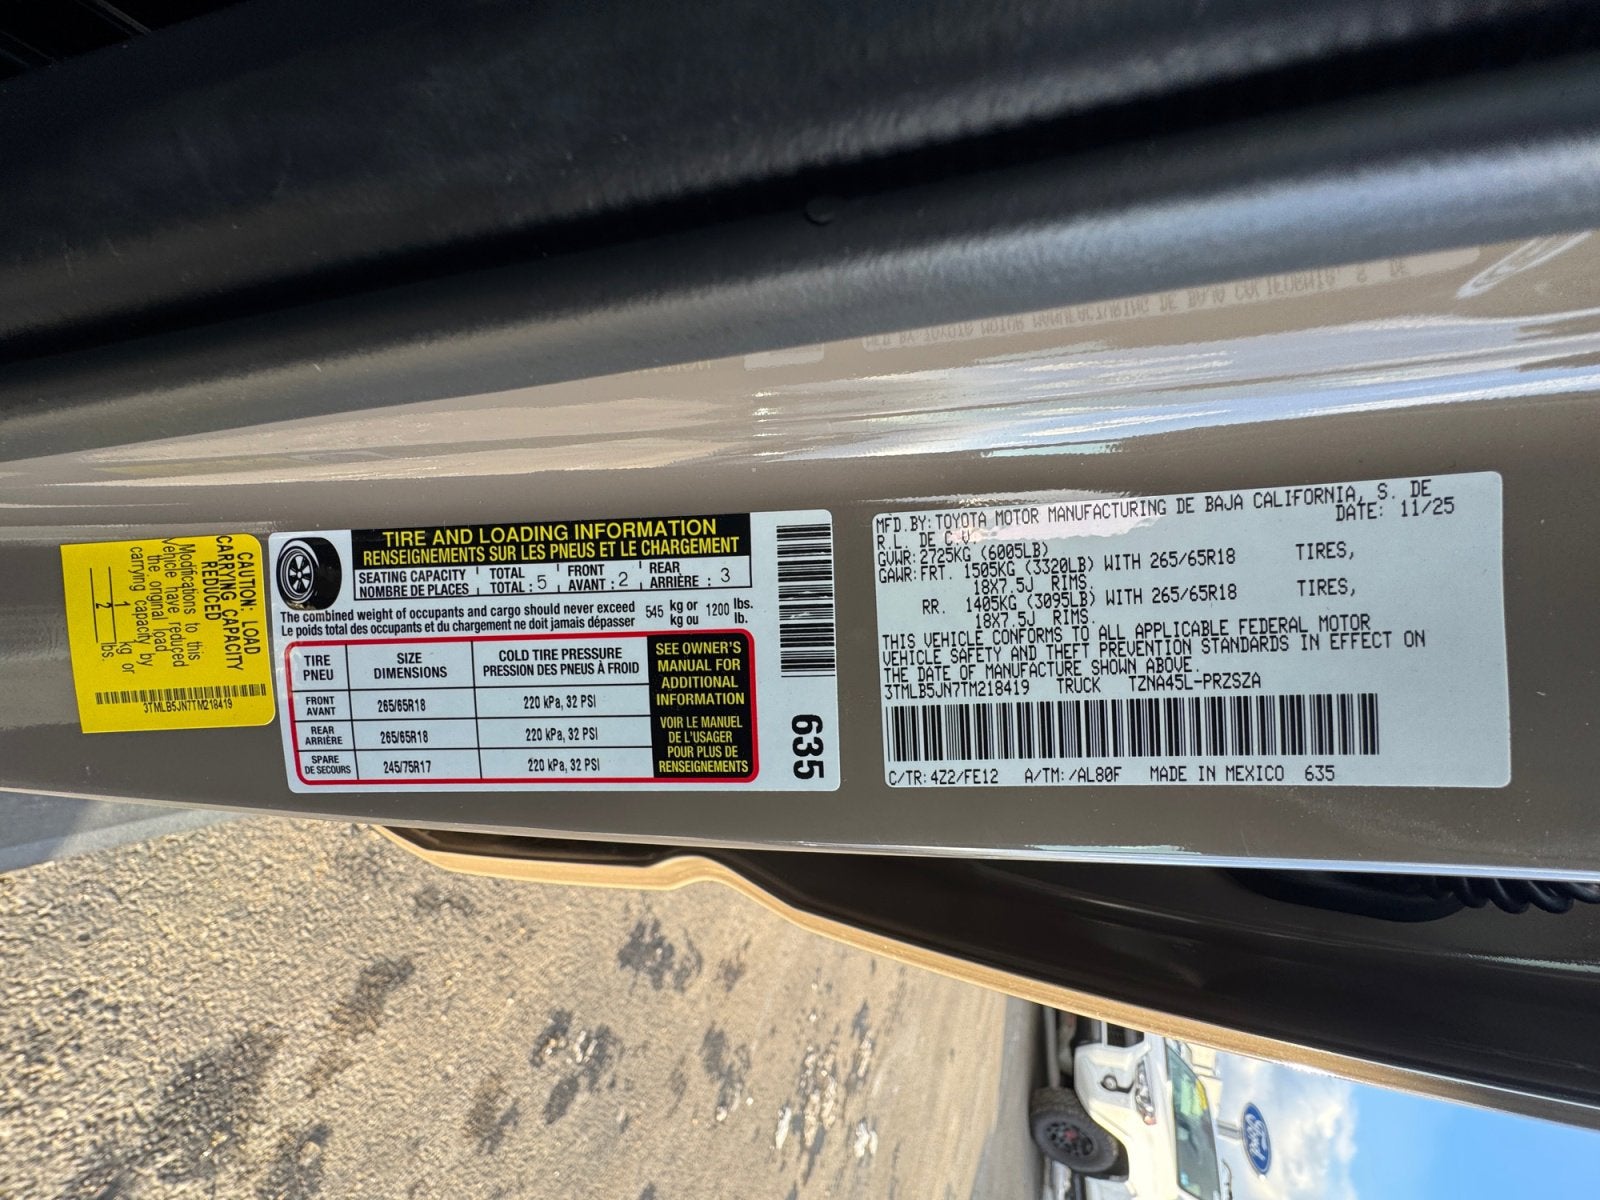 CAUTION: LOAD
CARRYING CAPACITY
REDUCED
Modifications to this
vehicle have reduced
the original load
carrying capacity by
1 kg or
2 lbs.
3TMLB5JN7TM218419
TIRE AND LOADING INFORMATION
RENSEIGNEMENTS SUR LES PNEUS ET LE CHARGEMENT
SEATING CAPACITY TOTAL FRONT REAR
NOMBRE DE PLACES TOTAL : 5 AVANT : 2 ARRIÈRE : 3
The combined weight of occupants and cargo should never exceed 545 kg or 1200 lbs.
Le poids total des occupants et du chargement ne doit jamais dépasser kg ou lb.
TIRE SIZE COLD TIRE PRESSURE
PNEU DIMENSIONS PRESSION DES PNEUS À FROID
FRONT
AVANT 265/65R18 220 kPa, 32 PSI
REAR
ARRIÈRE 265/65R18 220 kPa, 32 PSI
SPARE
DE SECOURS 245/75R17 220 kPa, 32 PSI
SEE OWNER'S
MANUAL FOR
ADDITIONAL
INFORMATION
VOIR LE MANUEL
DE L'USAGER
POUR PLUS DE
RENSEIGNEMENTS
635
MFD.BY:TOYOTA MOTOR MANUFACTURING DE BAJA CALIFORNIA, S. DE
R.L. DE C.V. DATE: 11/25
GVWR:2725KG (6005LB)
GAWR:FRT. 1505KG (3320LB) WITH 265/65R18 TIRES,
18X7.5J RIMS.
RR. 1405KG (3095LB) WITH 265/65R18 TIRES,
18X7.5J RIMS.
THIS VEHICLE CONFORMS TO ALL APPLICABLE FEDERAL MOTOR
VEHICLE SAFETY AND THEFT PREVENTION STANDARDS IN EFFECT ON
THE DATE OF MANUFACTURE SHOWN ABOVE.
3TMLB5JN7TM218419 TRUCK TZNA45L-PRZSZA
C/TR:4Z2/FE12 A/TM:/AL80F MADE IN MEXICO 635
Ford